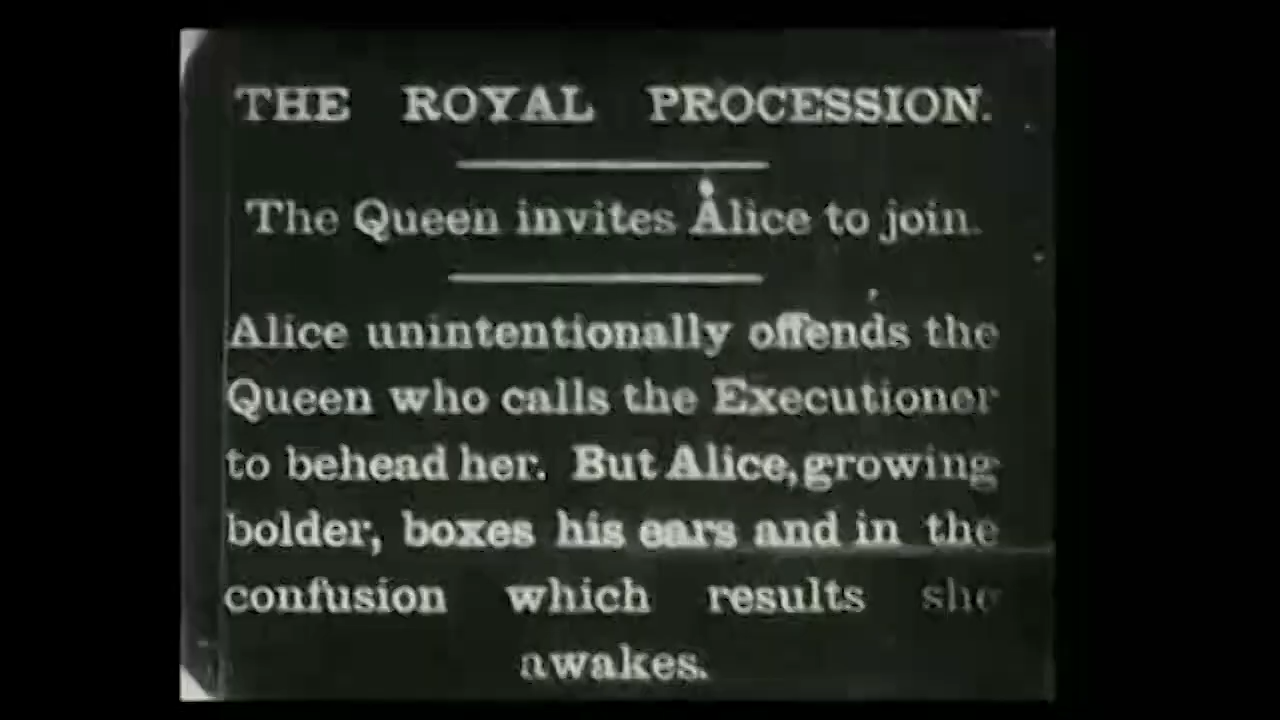 THE ROYAL PROCESSION.
The Queen invites Alice to join.
Alice unintentionally offends the
Queen who calls the Executioner
to behead her. But Alice, growing
bolder, boxes his ears and in the
confusion which results she
awakes.